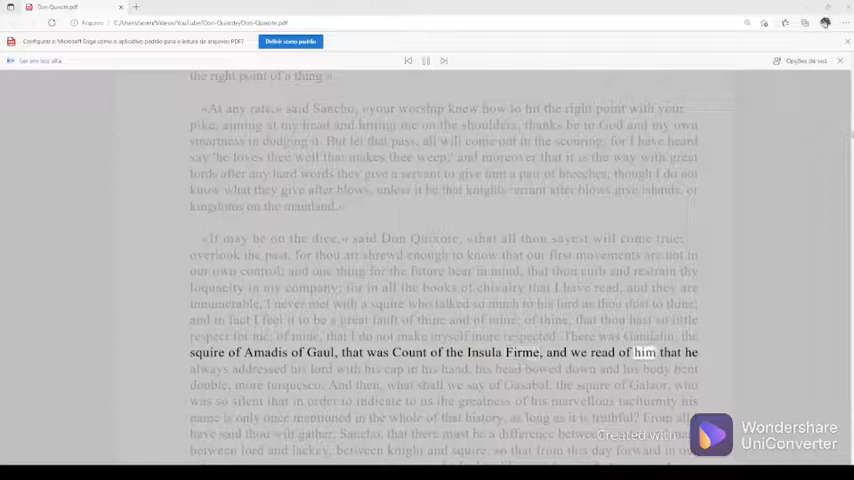 Don-Quixote.pdf
Arquivo
C:/Users/acrin/Videos/YouTube/Don-Quixote/Don-Quixote.pdf
Configurar o Microsoft Edge como o aplicativo padrão para a leitura de arquivos PDF?
Definir como padrão
Ler em voz alta
Opções de voz
the right point of a thing.»
«At any rate,» said Sancho, «your worship knew how to hit the right point with your
pike, aiming at my head and hitting me on the shoulders, thanks be to God and my own
smartness in dodging it. But let that pass; all will come out in the scouring; for I have heard
say 'he loves thee well that makes thee weep;' and moreover that it is the way with great
lords after any hard words they give a servant to give him a pair of breeches; though I do not
know what they give after blows, unless it be that knights-errant after blows give islands, or
kingdoms on the mainland.»
«It may be on the dice,» said Don Quixote, «that all thou sayest will come true;
overlook the past, for thou art shrewd enough to know that our first movements are not in
our own control; and one thing for the future bear in mind, that thou curb and restrain thy
loquacity in my company; for in all the books of chivalry that I have read, and they are
innumerable, I never met with a squire who talked so much to his lord as thou dost to thine;
and in fact I feel it to be a great fault of thine and of mine: of thine, that thou hast so little
respect for me; of mine, that I do not make myself more respected. There was Gandalin, the
squire of Amadis of Gaul, that was Count of the Insula Firme, and we read of him that he
always addressed his lord with his cap in his hand, his head bowed down and his body bent
double, more turquesco. And then, what shall we say of Gasabal, the squire of Galaor, who
was so silent that in order to indicate to us the greatness of his marvellous taciturnity his
name is only once mentioned in the whole of that history, as long as it is truthful? From all
have said thou wilt gather, Sancho, that there must be a difference between
between lord and lackey, between knight and squire: so that from this day forward in our
Created with
Wondershare
UniConverter